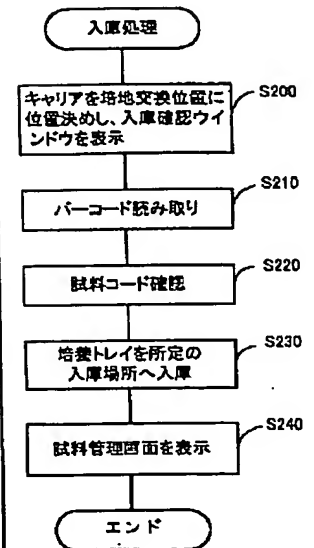 入庫処理
キャリアを培地交換位置に
位置決めし、入庫確認ウイ
ンドウを表示
S200
バーコード読み取り
S210
試料コード確認
S220
培養トレイを所定の
入庫場所へ入庫
S230
試料管理画面を表示
S240
エンド